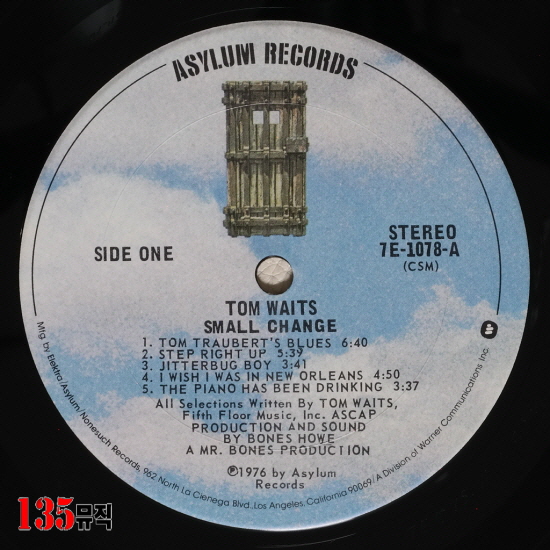 ASYLUM RECORDS
SIDE ONE
STEREO
7E-1078-A
(CSM)
TOM WAITS
SMALL CHANGE
1. TOM TRAUBERT'S BLUES 6:40
2. STEP RIGHT UP 5:39
3. JITTERBUG BOY 3:41
4. I WISH I WAS IN NEW ORLEANS 4:50
5. THE PIANO HAS BEEN DRINKING 3:37
All Selections Written By TOM WAITS,
Fifth Floor Music, Inc. ASCAP
PRODUCTION AND SOUND
BY BONES HOWE
A MR. BONES PRODUCTION
℗1976 by Asylum
Records
Mfg. by Elektra/Asylum/Nonesuch Records 962 North La Cienega Blvd., Los Angeles, California 90069/A Division of Warner Communications Inc.
135뮤직